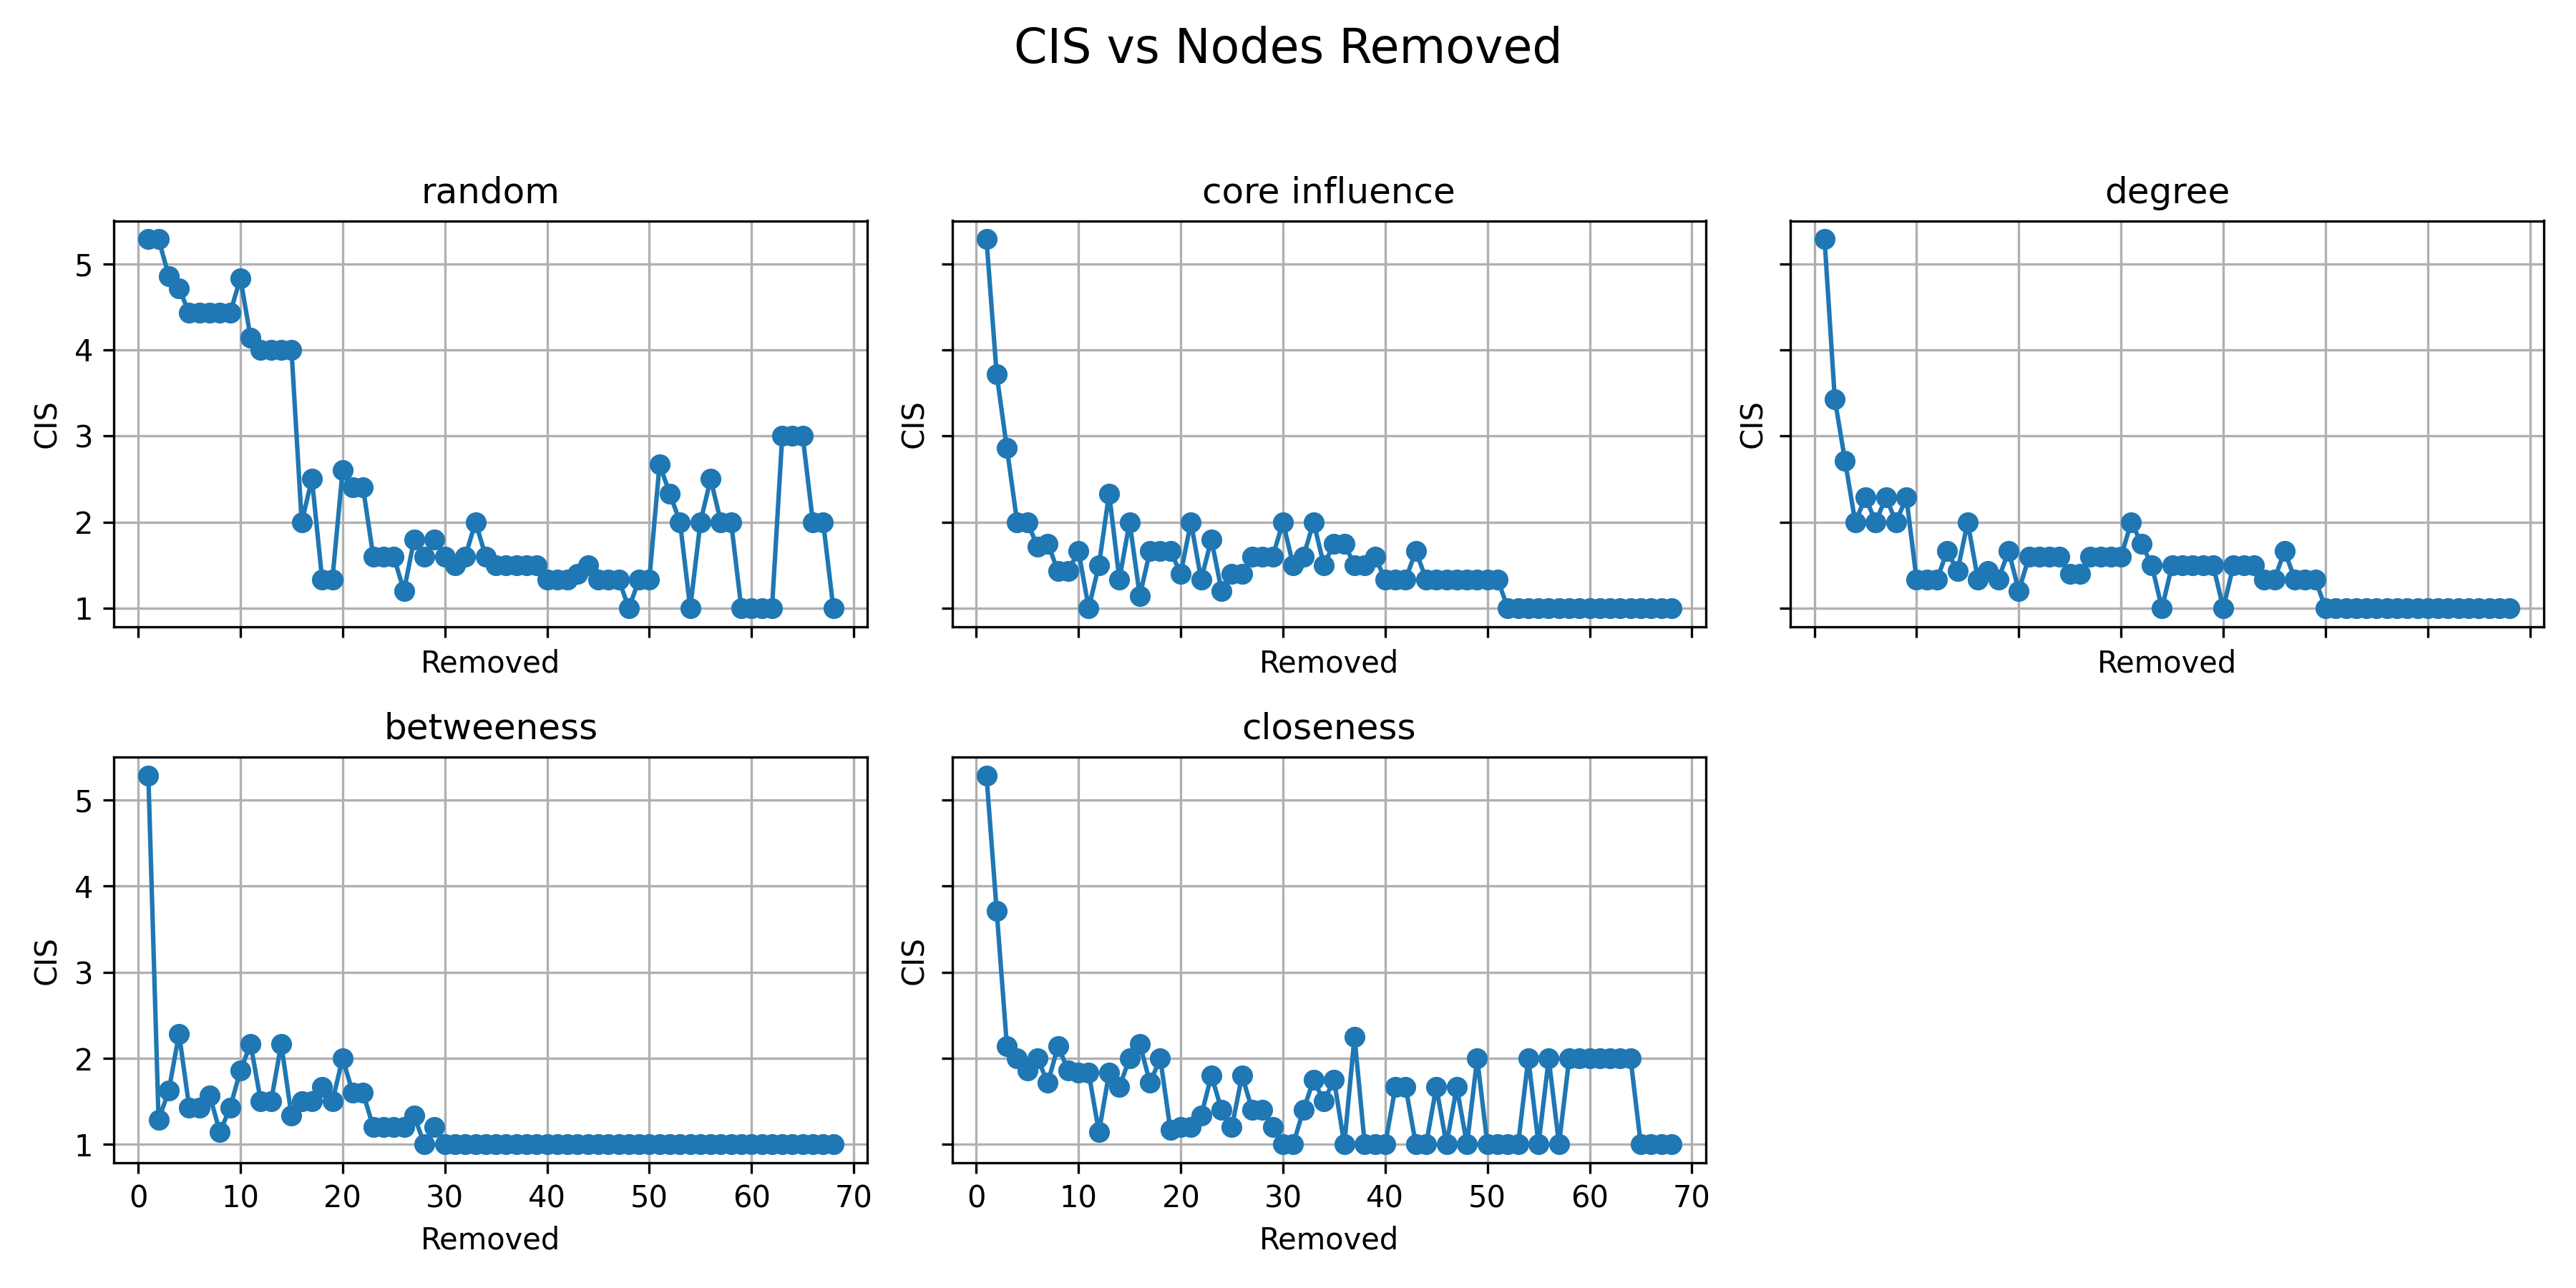 CIS vs Nodes Removed
random
core influence
degree
5
4
3
2
1
CIS
CIS
CIS
Removed
Removed
Removed
betweeness
closeness
5
4
3
2
1
CIS
CIS
0 10 20 30 40 50 60 70
0 10 20 30 40 50 60 70
Removed
Removed